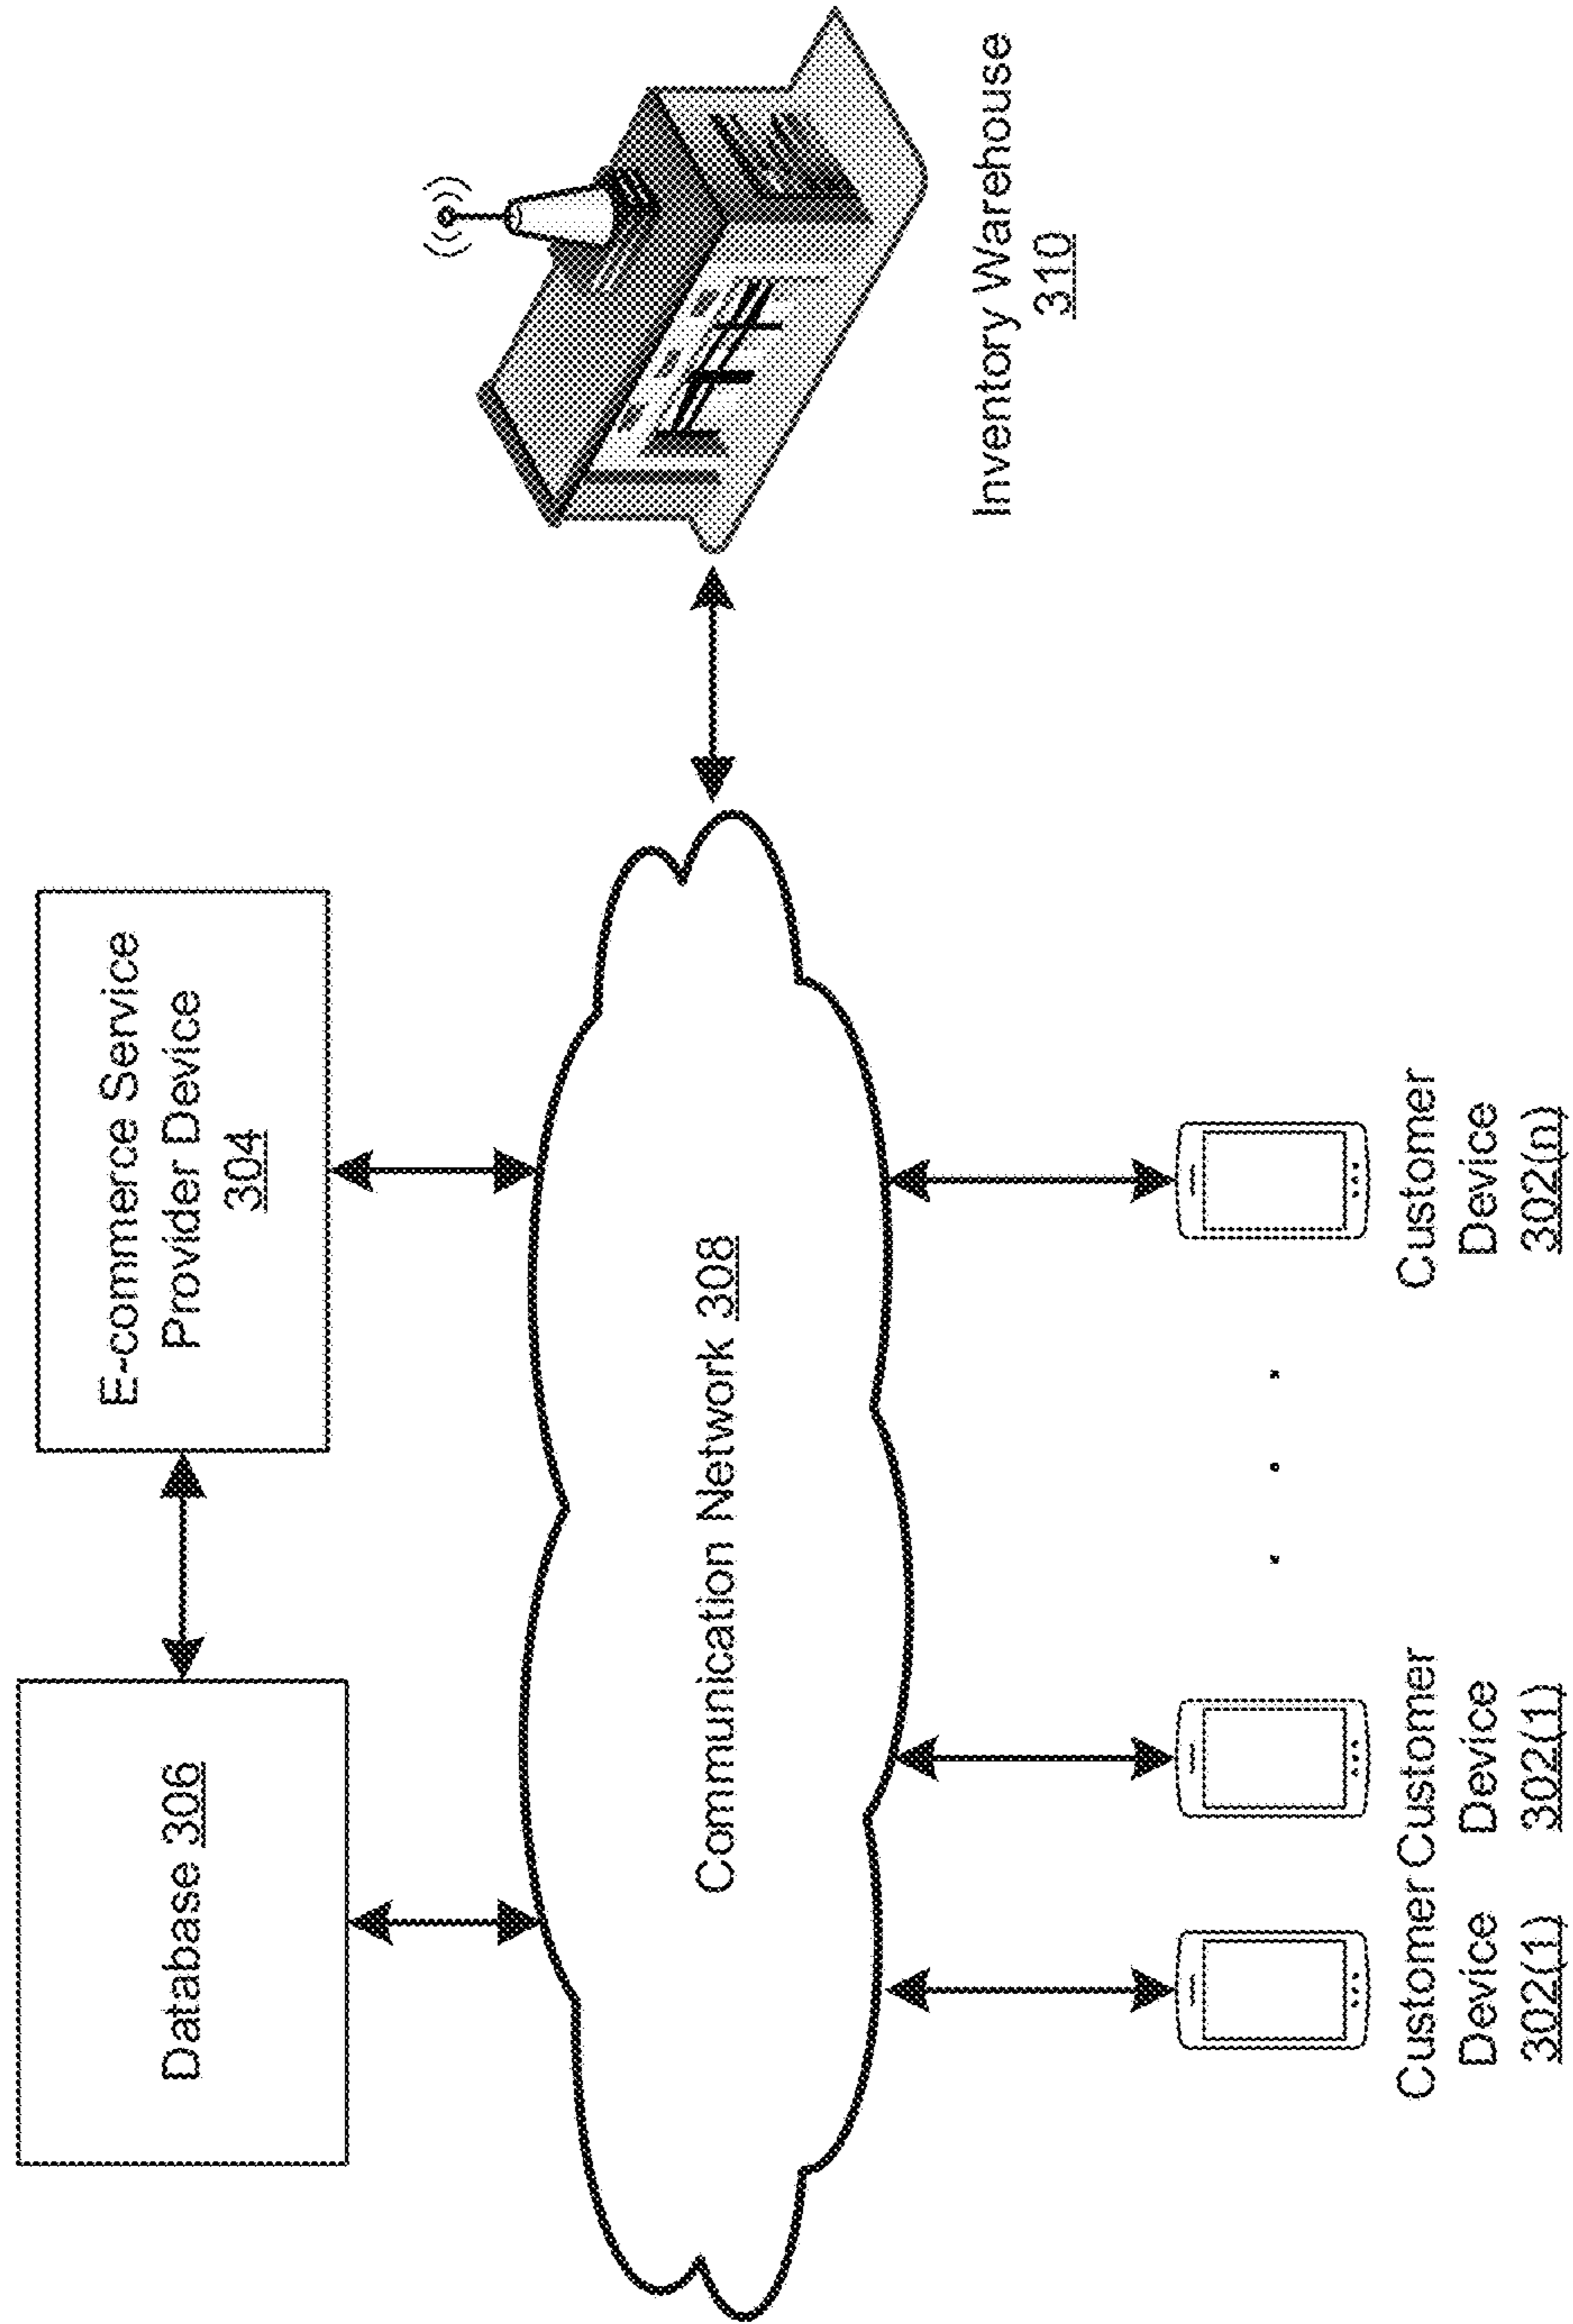 Database 306
E-commerce Service
Provider Device
304
Communication Network 308
Inventory Warehouse
310
Customer
Device
302(1)
Customer
Device
302(1)
. . .
Customer
Device
302(n)